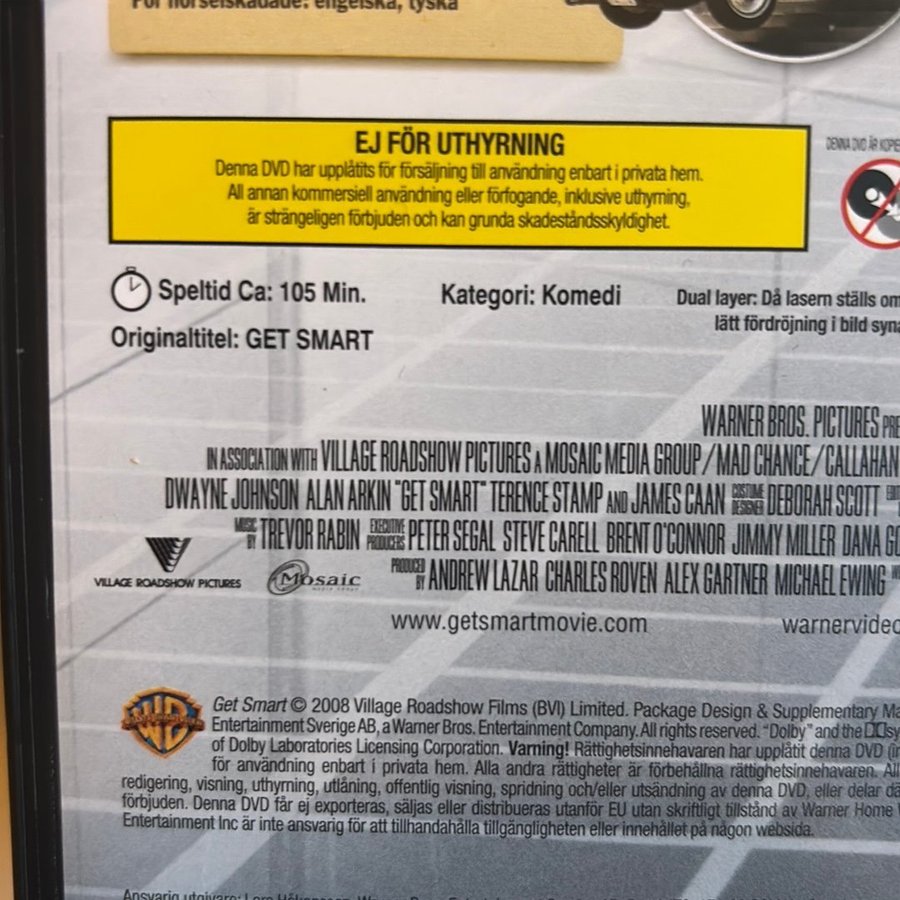 För hörselskadade: engelska, tyska
EJ FÖR UTHYRNING
Denna DVD har upplåtits för försäljning till användning enbart i privata hem.
All annan kommersiell användning eller förfogande, inklusive uthyrning,
är strängeligen förbjuden och kan grunda skadeståndsskyldighet.
DENNA DVD ÄR
Speltid Ca: 105 Min.
Kategori: Komedi
Dual layer: Då lasern ställs om
lätt fördröjning i bild
Originaltitel: GET SMART
WARNER BROS. PICTURES
IN ASSOCIATION WITH VILLAGE ROADSHOW PICTURES A MOSAIC MEDIA GROUP/MAD CHANCE/CALLAHAN
DWAYNE JOHNSON ALAN ARKIN "GET SMART" TERENCE STAMP AND JAMES CAAN COSTUME DESIGNER DEBORAH SCOTT
MUSIC BY TREVOR RABIN EXECUTIVE PRODUCERS PETER SEGAL STEVE CARELL BRENT O'CONNOR JIMMY MILLER DANA
PRODUCED BY ANDREW LAZAR CHARLES ROVEN ALEX GARTNER MICHAEL EWING
VILLAGE ROADSHOW PICTURES
Mosaic
MEDIA GROUP
www.getsmartmovie.com
warnervideo
WB
Get Smart © 2008 Village Roadshow Films (BVI) Limited. Package Design & Supplementary
Entertainment Sverige AB, a Warner Bros. Entertainment Company. All rights reserved. "Dolby" and the
of Dolby Laboratories Licensing Corporation. Varning! Rättighetsinnehavaren har upplåtit denna DVD
för användning enbart i privata hem. Alla andra rättigheter är förbehållna rättighetsinnehavaren.
redigering, visning, uthyrning, utlåning, offentlig visning, spridning och/eller utsändning av denna DVD, eller delar
förbjuden. Denna DVD får ej exporteras, säljas eller distribueras utanför EU utan skriftligt tillstånd av Warner Home
Entertainment Inc är inte ansvarig för att tillhandahålla tillgängligheten eller innehållet på någon websida.
Ansvarig utgivare: